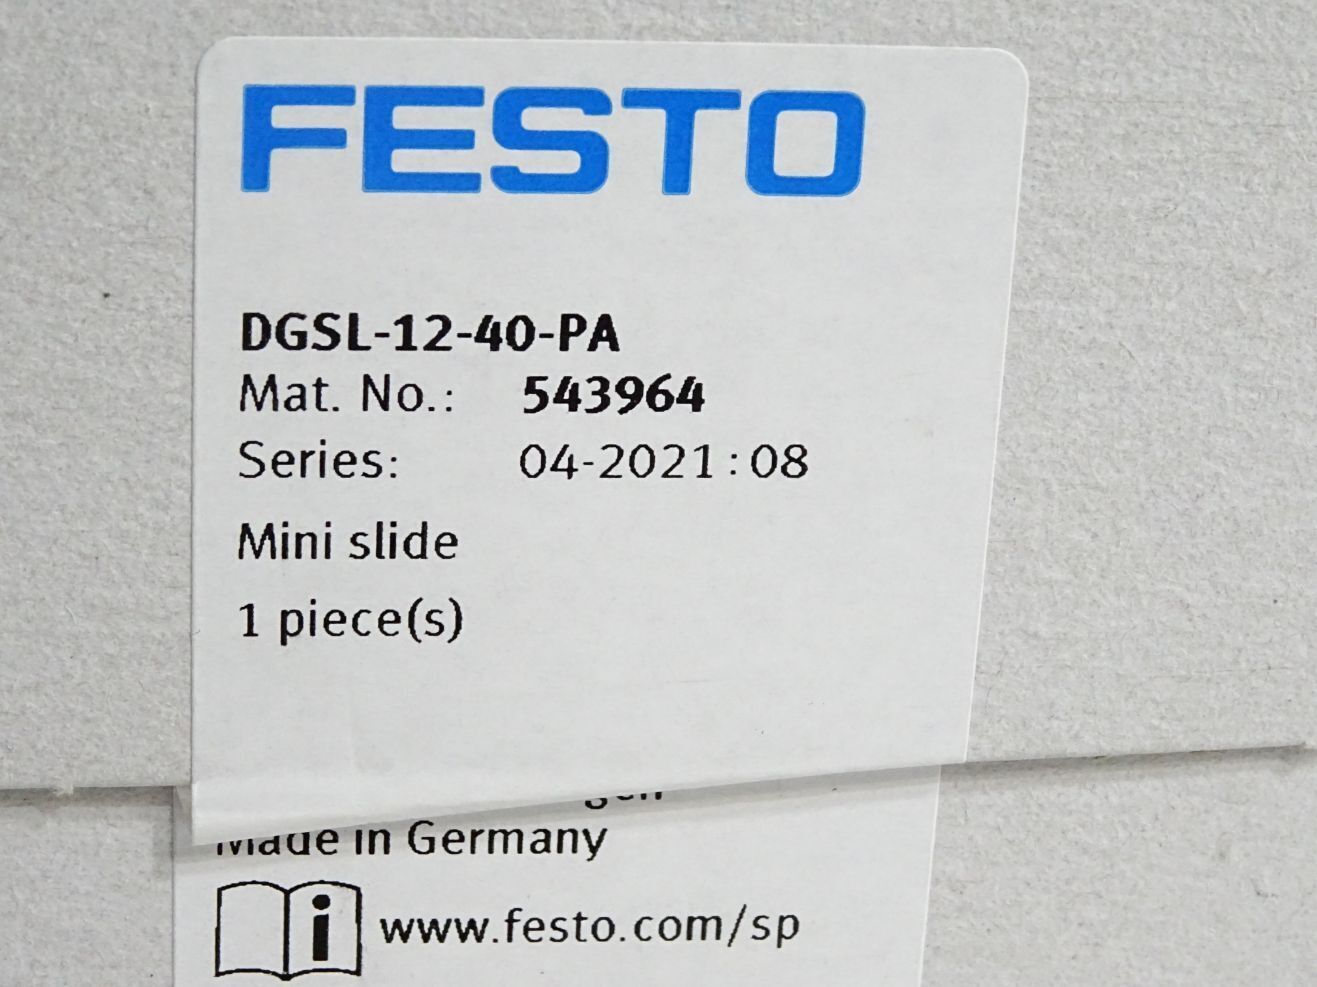 FESTO
DGSL-12-40-PA
Mat. No.: 543964
Series: 04-2021:08
Mini slide
1 piece(s)
Made in Germany
i www.festo.com/sp